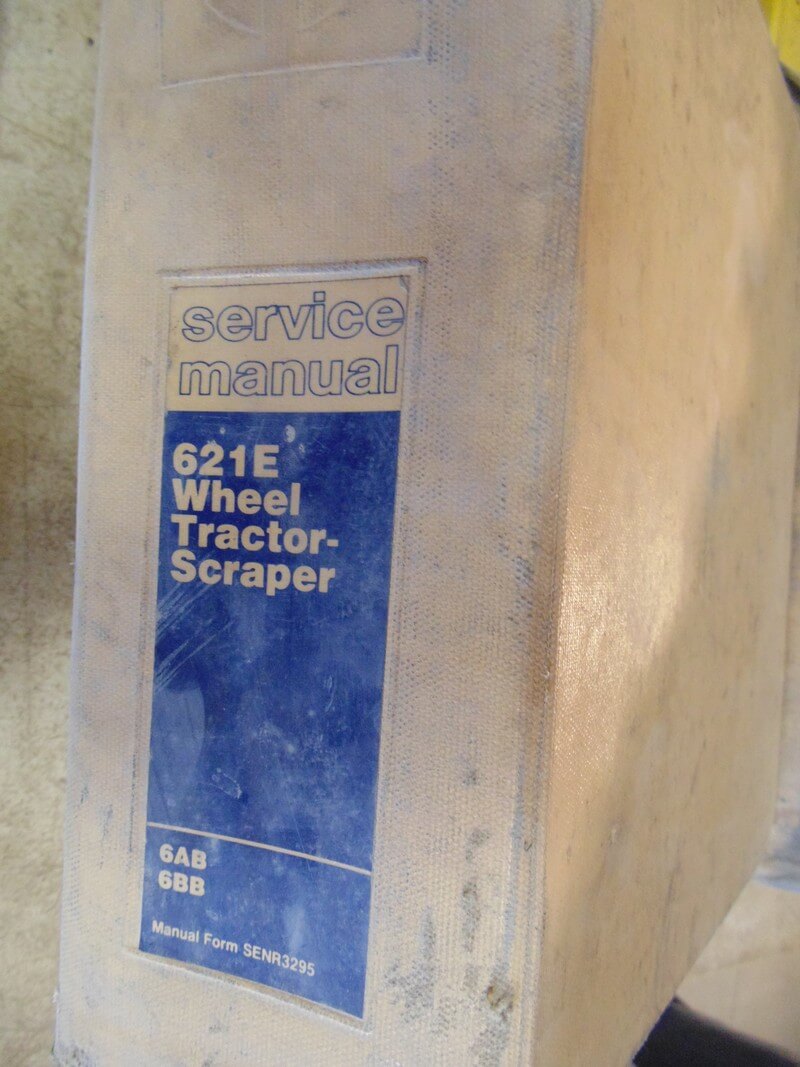 service
manual
621E
Wheel
Tractor-
Scraper
6AB
6BB
Manual Form SENR3295